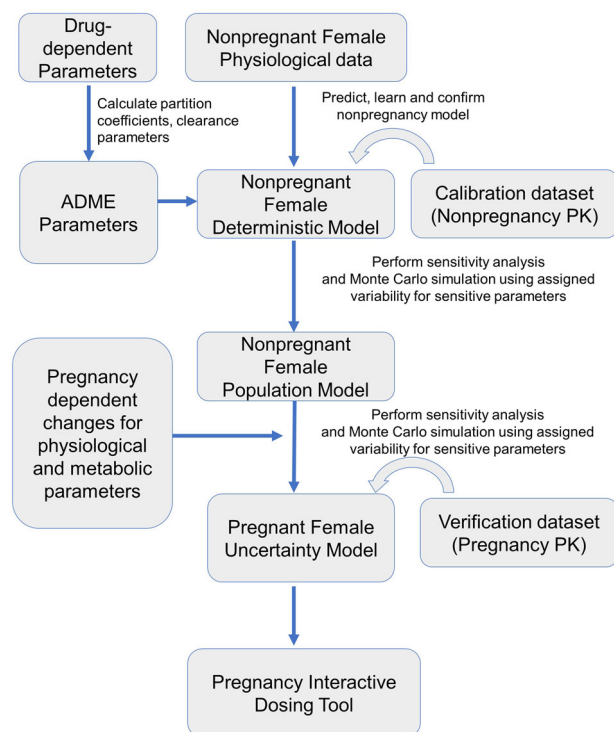 Drug-
dependent
Parameters
Nonpregnant Female
Physiological data
Calculate partition
coefficients, clearance
parameters
Predict, learn and confirm
nonpregnancy model
ADME
Parameters
Nonpregnant
Female
Deterministic Model
Calibration dataset
(Nonpregnancy PK)
Perform sensitivity analysis
and Monte Carlo simulation using assigned
variability for sensitive parameters
Nonpregnant
Female
Population Model
Pregnancy
dependent
changes for
physiological
and metabolic
parameters
Perform sensitivity analysis
and Monte Carlo simulation using assigned
variability for sensitive parameters
Pregnant Female
Uncertainty Model
Verification dataset
(Pregnancy PK)
Pregnancy Interactive
Dosing Tool